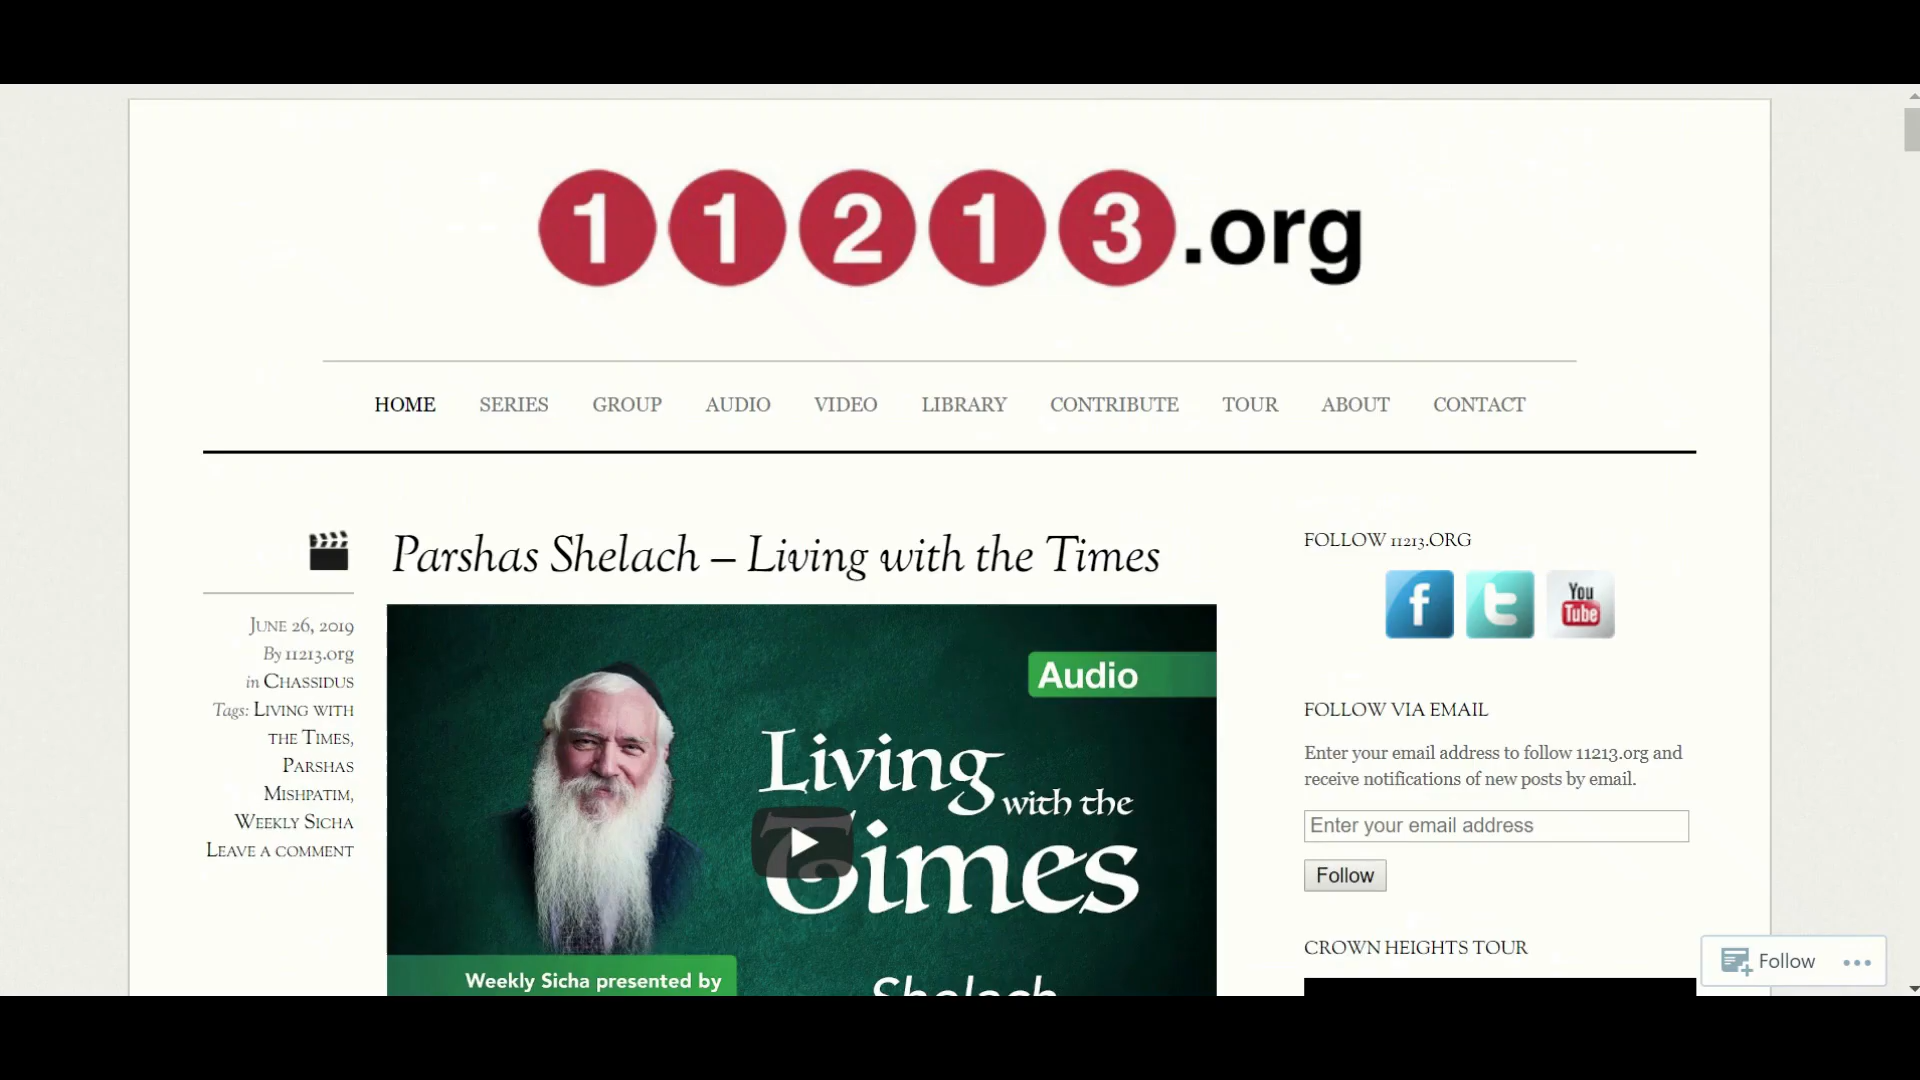 11213.org
HOME SERIES GROUP AUDIO VIDEO LIBRARY CONTRIBUTE TOUR ABOUT CONTACT
Parshas Shelach – Living with the Times
June 26, 2019
By 11213.org
in Chassidus
Tags: Living with
the Times,
Parshas
Mishpatim,
Weekly Sicha
Leave a comment
Audio
Living
with the
Times
Weekly Sicha presented by
Shelach
FOLLOW 11213.ORG
f t You Tube
FOLLOW VIA EMAIL
Enter your email address to follow 11213.org and
receive notifications of new posts by email.
Enter your email address
Follow
CROWN HEIGHTS TOUR
Follow